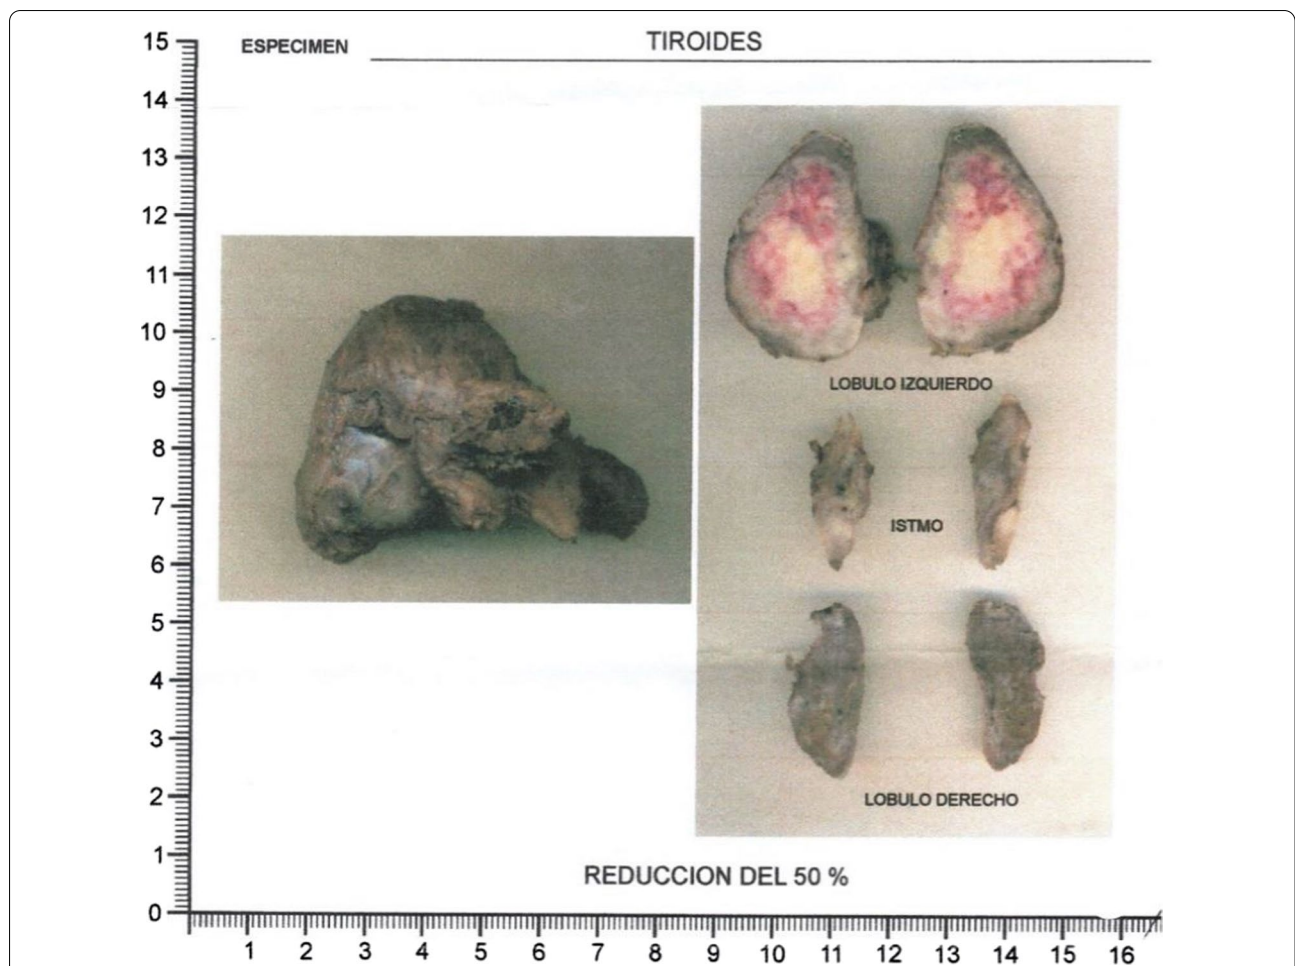 ESPECIMEN TIROIDES
15
14
13
12
11
10
9
8
7
6
5
4
3
2
1
0
LOBULO IZQUIERDO
ISTMO
LOBULO DERECHO
REDUCCION DEL 50 %
1 2 3 4 5 6 7 8 9 10 11 12 13 14 15 16